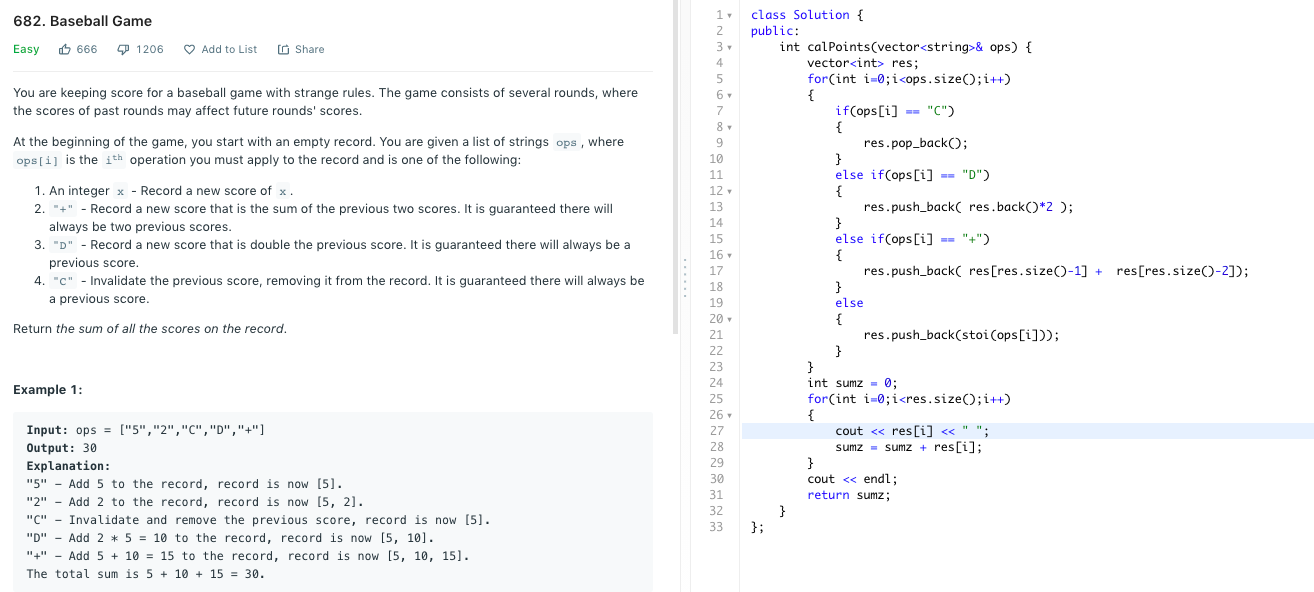 682. Baseball Game
Easy 666 1206 Add to List Share
You are keeping score for a baseball game with strange rules. The game consists of several rounds, where
the scores of past rounds may affect future rounds' scores.
At the beginning of the game, you start with an empty record. You are given a list of strings ops , where
ops[i] is the ith operation you must apply to the record and is one of the following:
1. An integer x - Record a new score of x .
2. "+" - Record a new score that is the sum of the previous two scores. It is guaranteed there will
always be two previous scores.
3. "D" - Record a new score that is double the previous score. It is guaranteed there will always be a
previous score.
4. "C" - Invalidate the previous score, removing it from the record. It is guaranteed there will always be
a previous score.
Return the sum of all the scores on the record.
Example 1:
Input: ops = ["5","2","C","D","+"]
Output: 30
Explanation:
"5" - Add 5 to the record, record is now [5].
"2" - Add 2 to the record, record is now [5, 2].
"C" - Invalidate and remove the previous score, record is now [5].
"D" - Add 2 * 5 = 10 to the record, record is now [5, 10].
"+" - Add 5 + 10 = 15 to the record, record is now [5, 10, 15].
The total sum is 5 + 10 + 15 = 30.
1 class Solution {
2 public:
3     int calPoints(vector<string>& ops) {
4         vector<int> res;
5         for(int i=0;i<ops.size();i++)
6         {
7             if(ops[i] == "C")
8             {
9                 res.pop_back();
10             }
11             else if(ops[i] == "D")
12             {
13                 res.push_back( res.back()*2 );
14             }
15             else if(ops[i] == "+")
16             {
17                 res.push_back( res[res.size()-1] +  res[res.size()-2]);
18             }
19             else
20             {
21                 res.push_back(stoi(ops[i]));
22             }
23         }
24         int sumz = 0;
25         for(int i=0;i<res.size();i++)
26         {
27             cout << res[i] << " ";
28             sumz = sumz + res[i];
29         }
30         cout << endl;
31         return sumz;
32     }
33 };